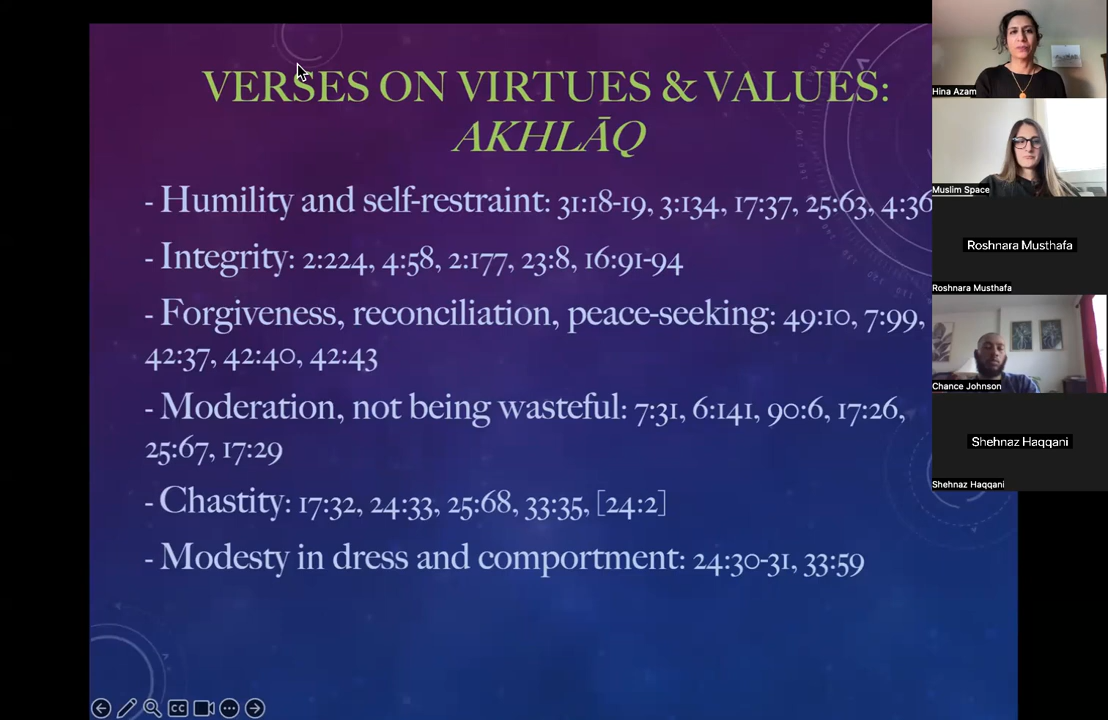 VERSES ON VIRTUES & VALUES:
AKHLĀQ
- Humility and self-restraint: 31:18-19, 3:134, 17:37, 25:63, 4:36
- Integrity: 2:224, 4:58, 2:177, 23:8, 16:91-94
- Forgiveness, reconciliation, peace-seeking: 49:10, 7:99,
42:37, 42:40, 42:43
- Moderation, not being wasteful: 7:31, 6:141, 90:6, 17:26,
25:67, 17:29
- Chastity: 17:32, 24:33, 25:68, 33:35, [24:2]
- Modesty in dress and comportment: 24:30-31, 33:59
CC
Hina Azam
Muslim Space
Roshnara Musthafa
Roshnara Musthafa
Chance Johnson
Shehnaz Haqqani
Shehnaz Haqqani